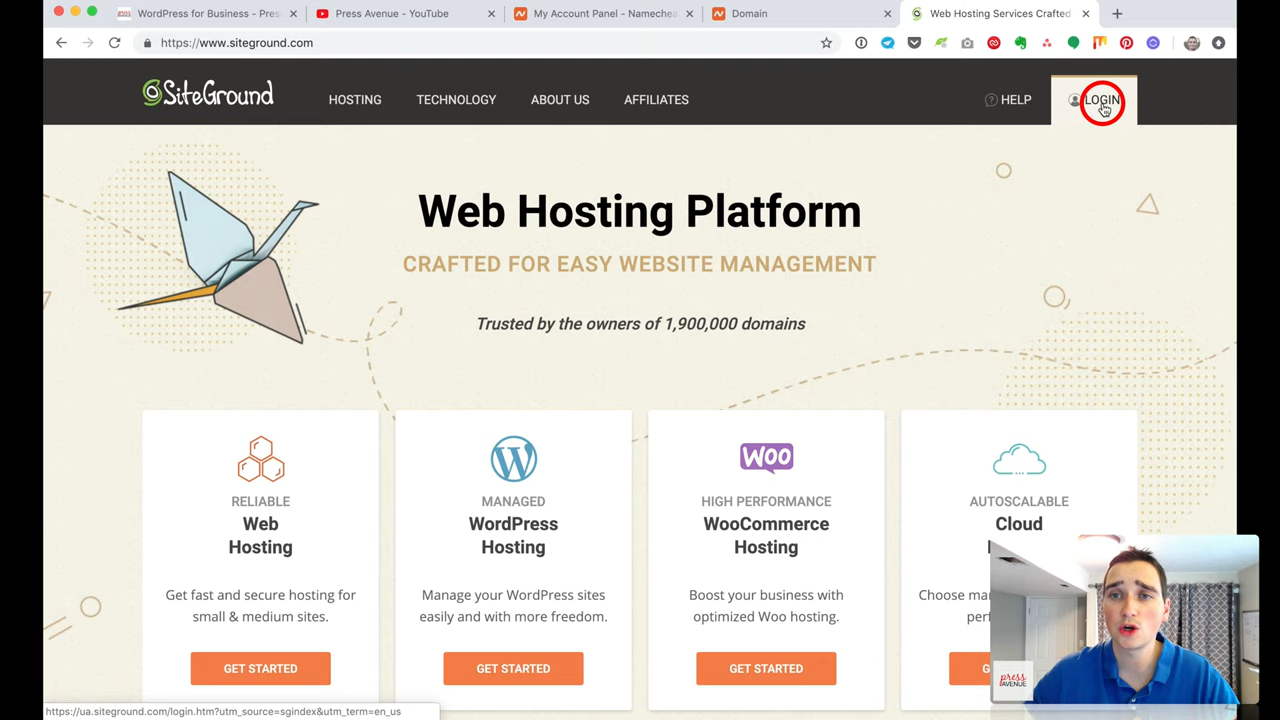 WordPress for Business - Pres
Press Avenue - YouTube
My Account Panel - Namechea
Domain
Web Hosting Services Crafted
https://www.siteground.com
SiteGround
HOSTING
TECHNOLOGY
ABOUT US
AFFILIATES
HELP
LOGIN
Web Hosting Platform
CRAFTED FOR EASY WEBSITE MANAGEMENT
Trusted by the owners of 1,900,000 domains
RELIABLE
Web
Hosting
Get fast and secure hosting for
small & medium sites.
GET STARTED
MANAGED
WordPress
Hosting
Manage your WordPress sites
easily and with more freedom.
GET STARTED
WOO
HIGH PERFORMANCE
WooCommerce
Hosting
Boost your business with
optimized Woo hosting.
GET STARTED
AUTOSCALABLE
Cloud
press
AVENUE
https://ua.siteground.com/login.htm?utm_source=sgindex&utm_term=en_us